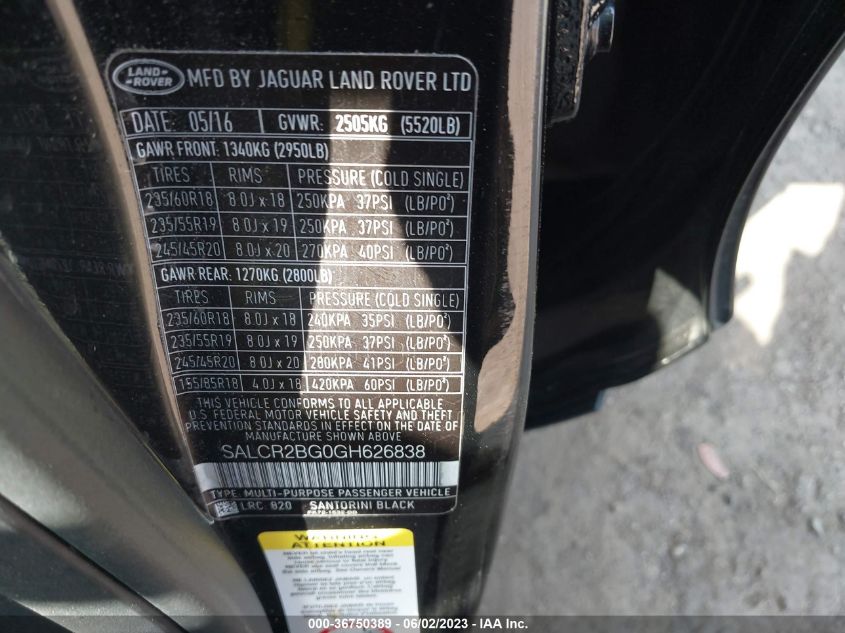 LAND ROVER MFD BY JAGUAR LAND ROVER LTD
DATE 05/16 GVWR: 2505KG (5520LB)
GAWR FRONT: 1340KG (2950LB)
TIRES RIMS PRESSURE (COLD SINGLE)
235/60R18 8.0J x 18 250KPA 37PSI (LB/PO²)
235/55R19 8.0J x 19 250KPA 37PSI (LB/PO²)
245/45R20 8.0J x 20 270KPA 40PSI (LB/PO²)
GAWR REAR: 1270KG (2800LB)
TIRES RIMS PRESSURE (COLD SINGLE)
235/60R18 8.0J x 18 240KPA 35PSI (LB/PO²)
235/55R19 8.0J x 19 250KPA 37PSI (LB/PO²)
245/45R20 8.0J x 20 280KPA 41PSI (LB/PO²)
155/85R18 4.0J x 18 420KPA 60PSI (LB/PO²)
THIS VEHICLE CONFORMS TO ALL APPLICABLE
U.S. FEDERAL MOTOR VEHICLE SAFETY AND THEFT
PREVENTION STANDARDS IN EFFECT ON THE DATE OF
MANUFACTURE SHOWN ABOVE
SALCR2BG0GH626838
TYPE: MULTI-PURPOSE PASSENGER VEHICLE
LRC 820 SANTORINI BLACK
WARNING
ATTENTION
000-36750389 - 06/02/2023 - IAA Inc.